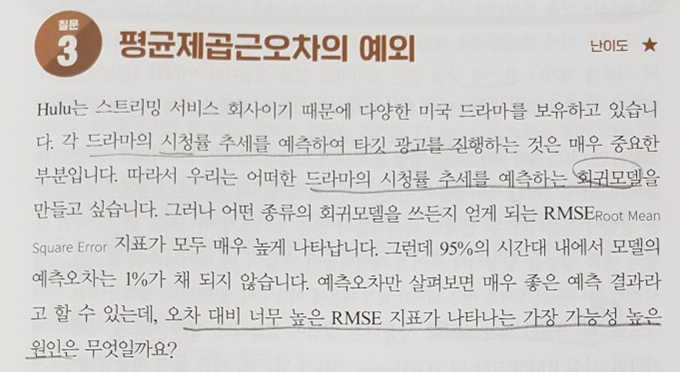 질문
3
평균제곱근오차의 예외
난이도 ★
Hulu는 스트리밍 서비스 회사이기 때문에 다양한 미국 드라마를 보유하고 있습니
다. 각 드라마의 시청률 추세를 예측하여 타깃 광고를 진행하는 것은 매우 중요한
부분입니다. 따라서 우리는 어떠한 드라마의 시청률 추세를 예측하는 회귀모델을
만들고 싶습니다. 그러나 어떤 종류의 회귀모델을 쓰든지 얻게 되는 RMSERoot Mean
Square Error 지표가 모두 매우 높게 나타납니다. 그런데 95%의 시간대 내에서 모델의
예측오차는 1%가 채 되지 않습니다. 예측오차만 살펴보면 매우 좋은 예측 결과라
고 할 수 있는데, 오차 대비 너무 높은 RMSE 지표가 나타나는 가장 가능성 높은
원인은 무엇일까요?